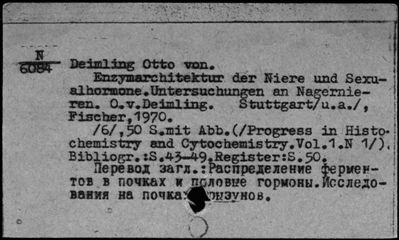 N
6084
Deimling Otto von.
Enzymarchitektur der Niere und Sexu-
alhormone.Untersuchungen an Nagernie-
ren. O.v.Deimling. Stuttgart/u.a./,
Fischer,1970.
/6/,50 S.mit Abb.(/Progress in Histo-
chemistry and Cytochemistry.Vol.1.N 1/).
Bibliogr.:S.43-49.Register:S.50.
Перевод загл.:Распределение фермен-
тов в почках и половые гормоны.Исследо-
вания на почках грызунов.